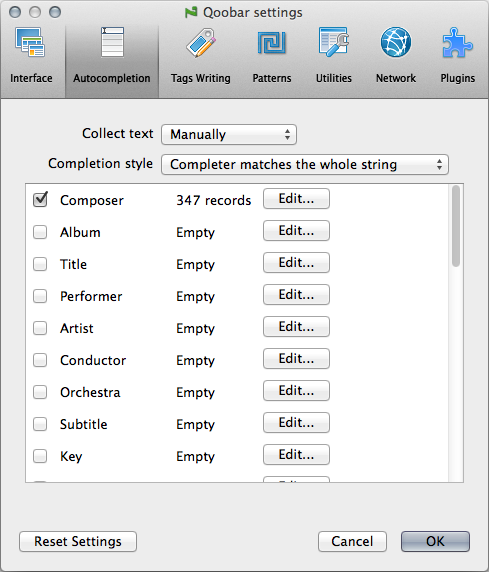 Qoobar settings
Interface Autocompletion Tags Writing Patterns Utilities Network Plugins
Collect text Manually
Completion style Completer matches the whole string
Composer 347 records Edit...
Album Empty Edit...
Title Empty Edit...
Performer Empty Edit...
Artist Empty Edit...
Conductor Empty Edit...
Orchestra Empty Edit...
Subtitle Empty Edit...
Key Empty Edit...
Reset Settings Cancel OK